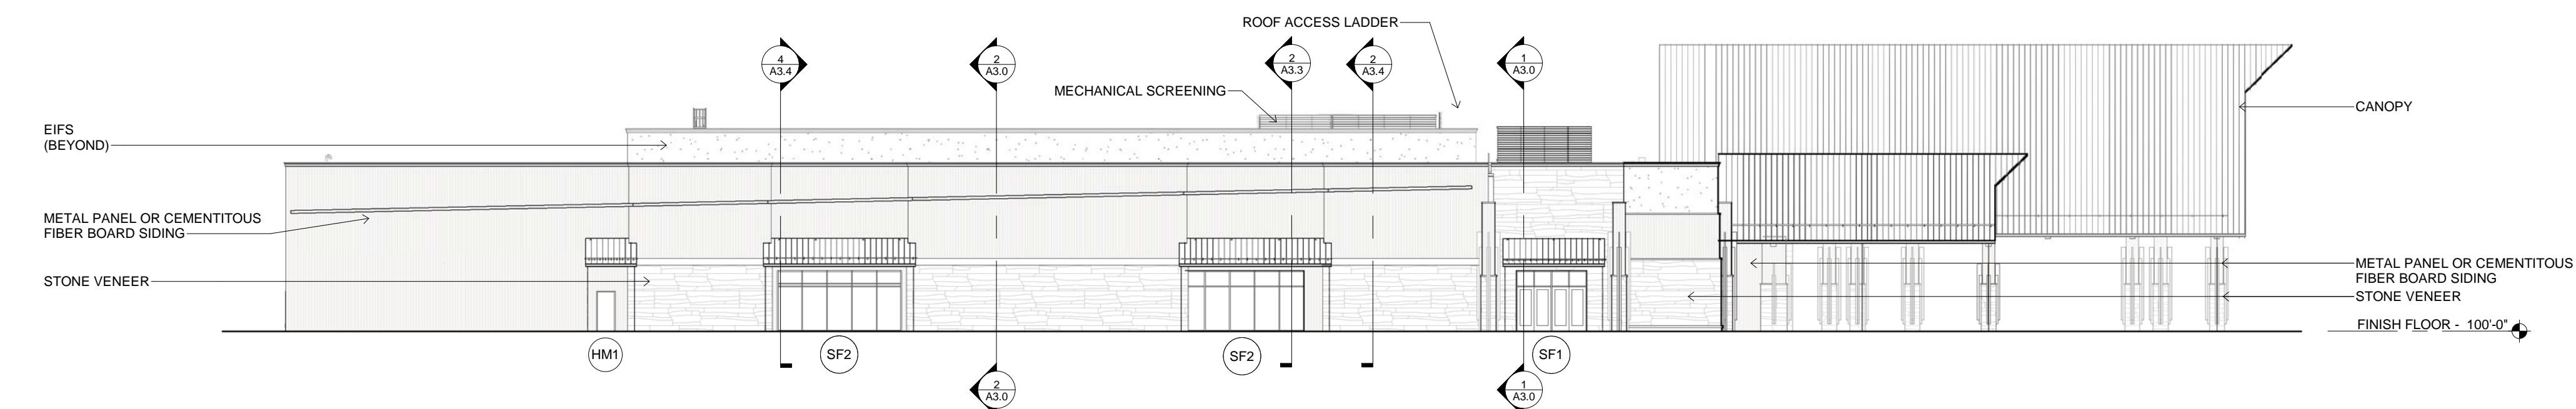 ROOF ACCESS LADDER
4
A3.4
2
A3.0
2
A3.3
2
A3.4
1
A3.0
MECHANICAL SCREENING
CANOPY
EIFS
(BEYOND)
METAL PANEL OR CEMENTITOUS
FIBER BOARD SIDING
STONE VENEER
METAL PANEL OR CEMENTITOUS
FIBER BOARD SIDING
STONE VENEER
FINISH FLOOR - 100'-0"
HM1
SF2
SF2
SF1
2
A3.0
1
A3.0